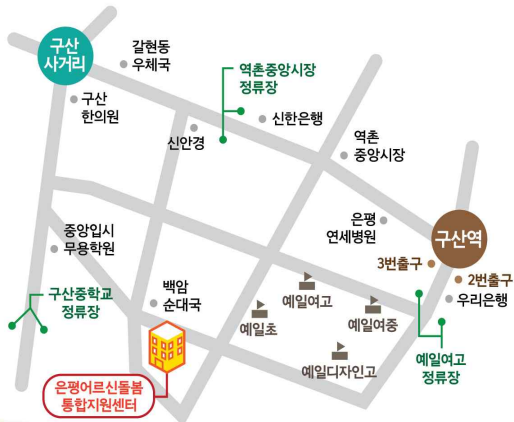 구산
사거리
갈현동
우체국
구산
한의원
역촌중앙시장
정류장
신안경
신한은행
역촌
중앙시장
은평
연세병원
구산역
3번출구
2번출구
우리은행
중앙입시
무용학원
구산중학교
정류장
백암
순대국
예일여고
예일초
예일여중
예일디자인고
예일여고
정류장
은평어르신돌봄
통합지원센터